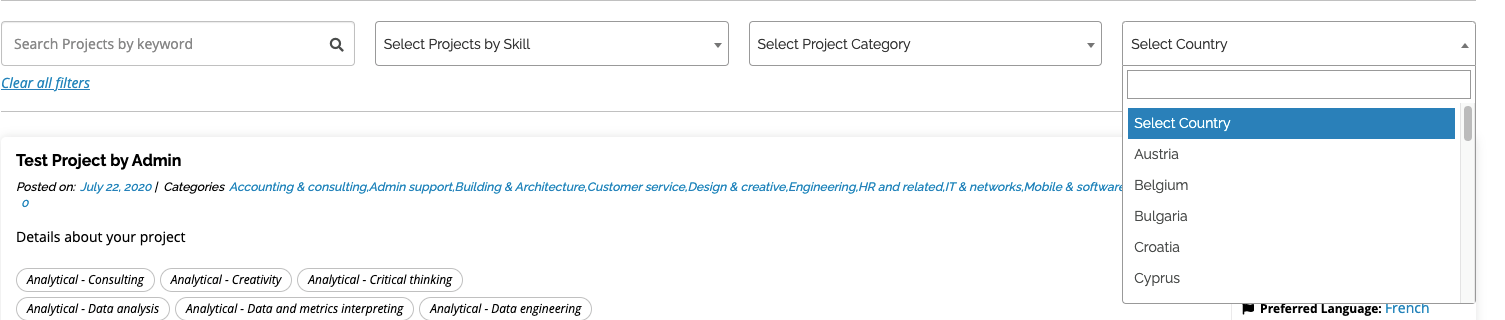 Search Projects by keyword
Select Projects by Skill
Select Project Category
Select Country
Clear all filters
Select Country
Austria
Belgium
Bulgaria
Croatia
Cyprus
Test Project by Admin
Posted on: July 22, 2020 | Categories Accounting & consulting,Admin support,Building & Architecture,Customer service,Design & creative,Engineering,HR and related,IT & networks,Mobile & software
0
Details about your project
Analytical - Consulting
Analytical - Creativity
Analytical - Critical thinking
Analytical - Data analysis
Analytical - Data and metrics interpreting
Analytical - Data engineering
Preferred Language: French